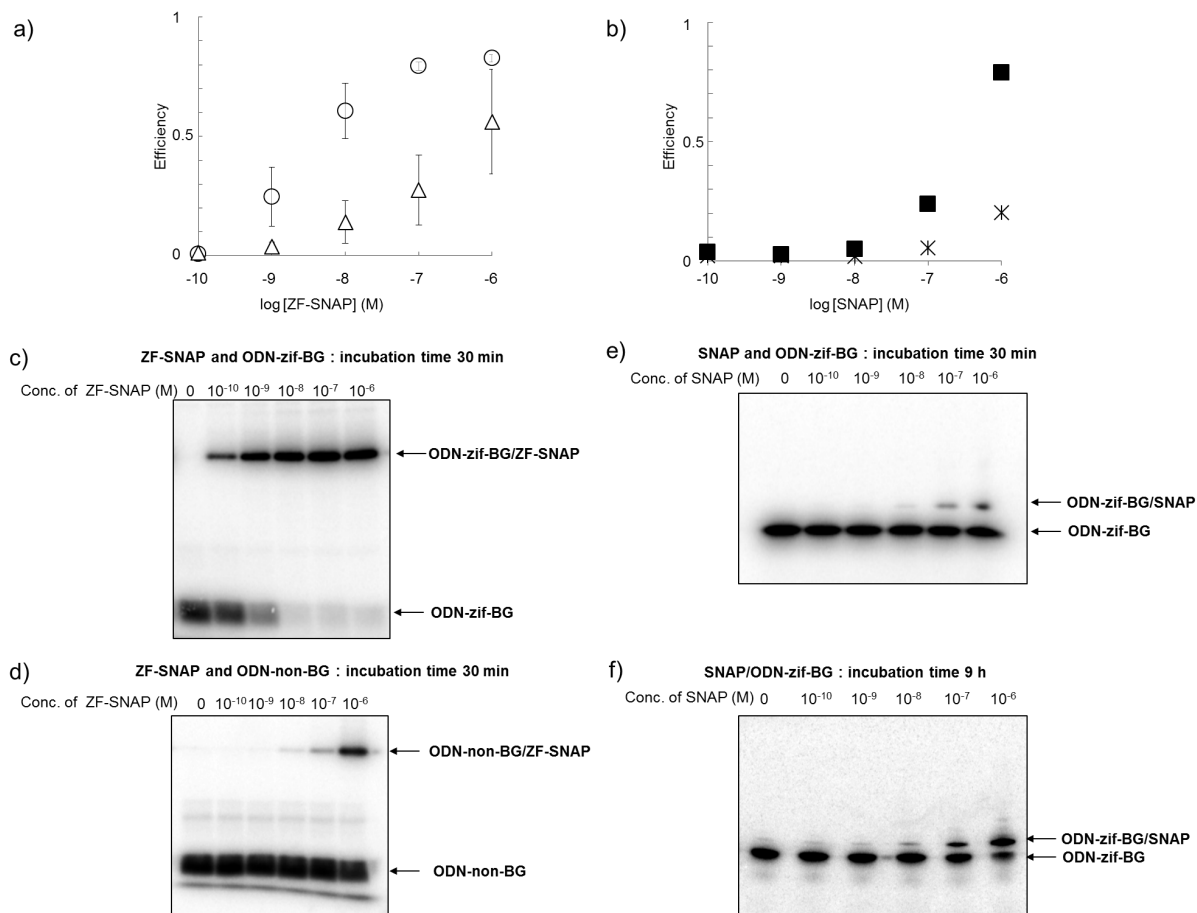 a)
1
0.5
0
Efficiency
-10 -9 -8 -7 -6
log [ZF-SNAP] (M)
b)
1
0.5
0
Efficiency
-10 -9 -8 -7 -6
log [SNAP] (M)
c)
ZF-SNAP and ODN-zif-BG : incubation time 30 min
Conc. of ZF-SNAP (M) 0 10⁻¹⁰ 10⁻⁹ 10⁻⁸ 10⁻⁷ 10⁻⁶
ODN-zif-BG/ZF-SNAP
ODN-zif-BG
d)
ZF-SNAP and ODN-non-BG : incubation time 30 min
Conc. of ZF-SNAP (M) 0 10⁻¹⁰ 10⁻⁹ 10⁻⁸ 10⁻⁷ 10⁻⁶
ODN-non-BG/ZF-SNAP
ODN-non-BG
e)
SNAP and ODN-zif-BG : incubation time 30 min
Conc. of SNAP (M) 0 10⁻¹⁰ 10⁻⁹ 10⁻⁸ 10⁻⁷ 10⁻⁶
ODN-zif-BG/SNAP
ODN-zif-BG
f)
SNAP/ODN-zif-BG : incubation time 9 h
Conc. of SNAP (M) 0 10⁻¹⁰ 10⁻⁹ 10⁻⁸ 10⁻⁷ 10⁻⁶
ODN-zif-BG/SNAP
ODN-zif-BG